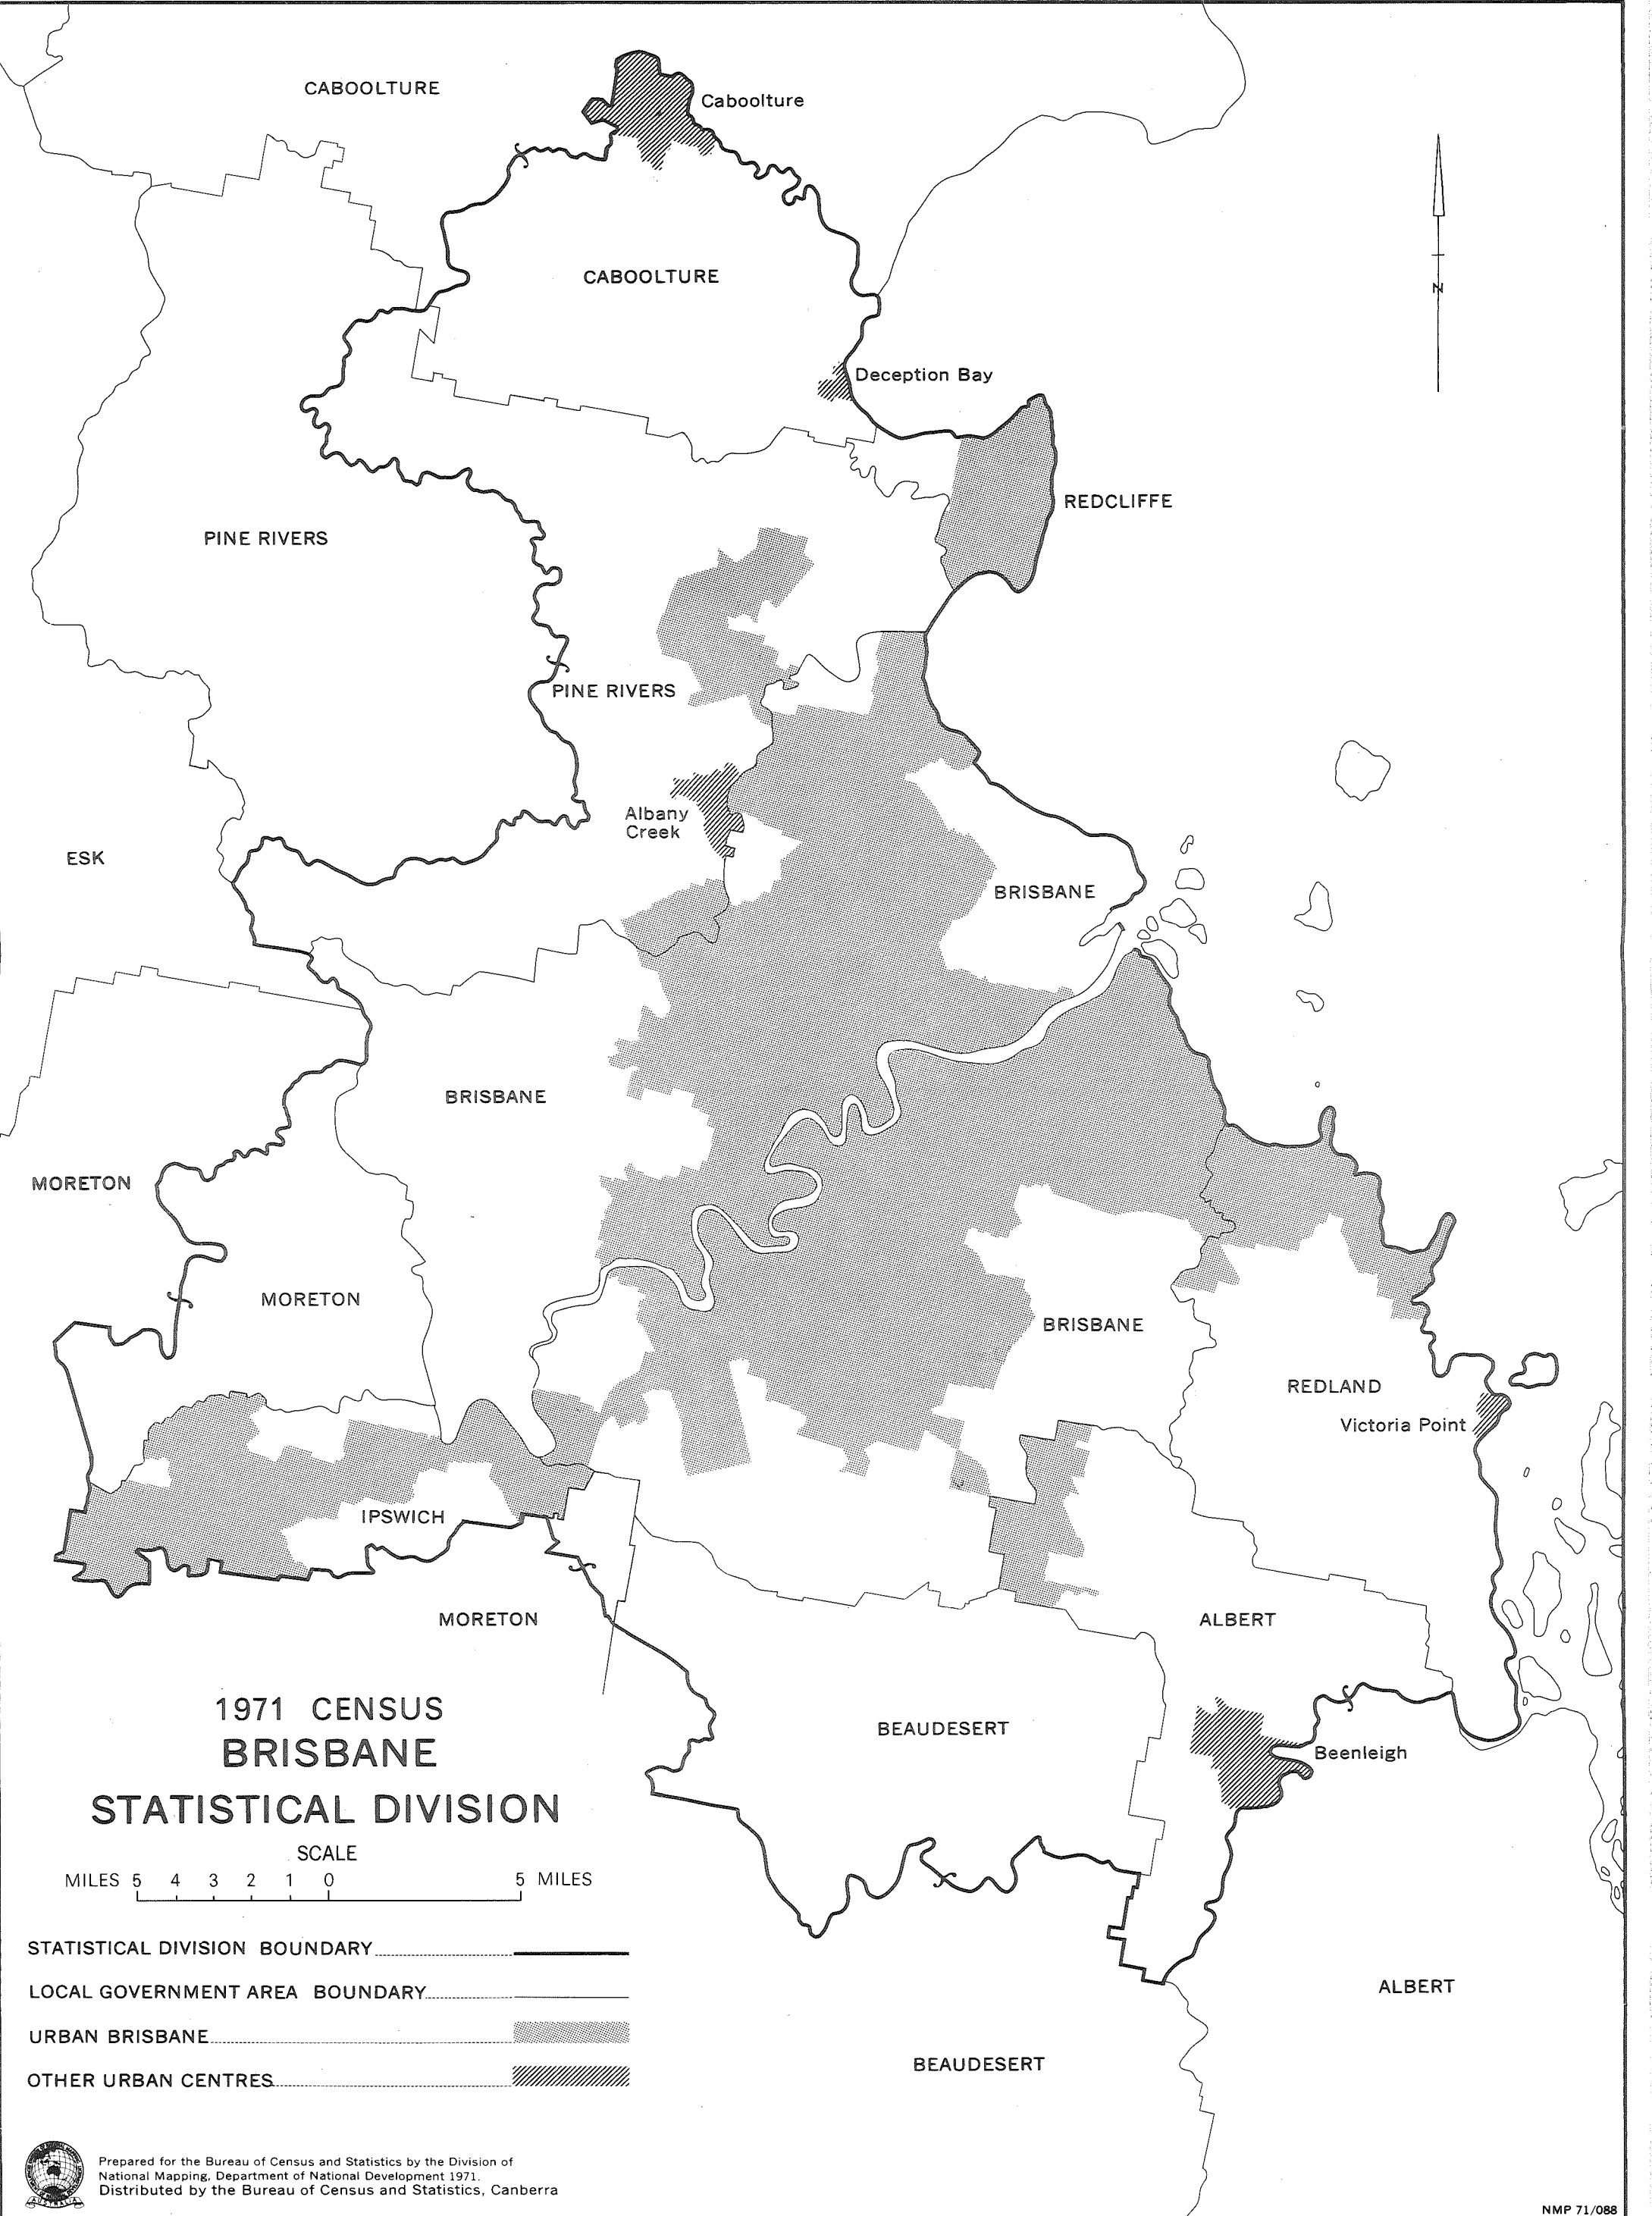 CABOOLTURE
Caboolture
CABOOLTURE
N
Deception Bay
REDCLIFFE
PINE RIVERS
PINE RIVERS
Albany
Creek
ESK
BRISBANE
BRISBANE
MORETON
MORETON
BRISBANE
REDLAND
Victoria Point
IPSWICH
MORETON
ALBERT
BEAUDESERT
Beenleigh
1971 CENSUS
BRISBANE
STATISTICAL DIVISION
SCALE
MILES 5 4 3 2 1 0 5 MILES
STATISTICAL DIVISION BOUNDARY
LOCAL GOVERNMENT AREA BOUNDARY
URBAN BRISBANE
OTHER URBAN CENTRES
ALBERT
BEAUDESERT
AUSTRALIA
Prepared for the Bureau of Census and Statistics by the Division of
National Mapping, Department of National Development 1971.
Distributed by the Bureau of Census and Statistics, Canberra
NMP 71/088